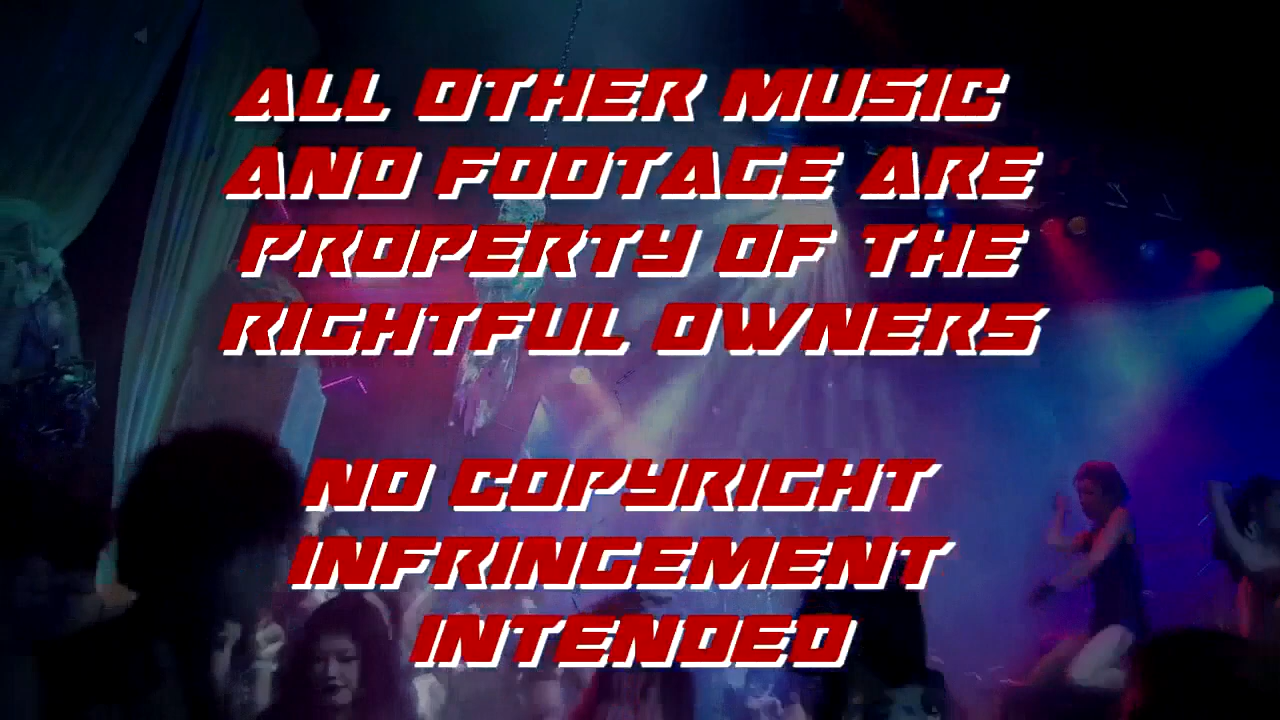 ALL OTHER MUSIC
AND FOOTAGE ARE
PROPERTY OF THE
RIGHTFUL OWNERS
NO COPYRIGHT
INFRINGEMENT
INTENDED